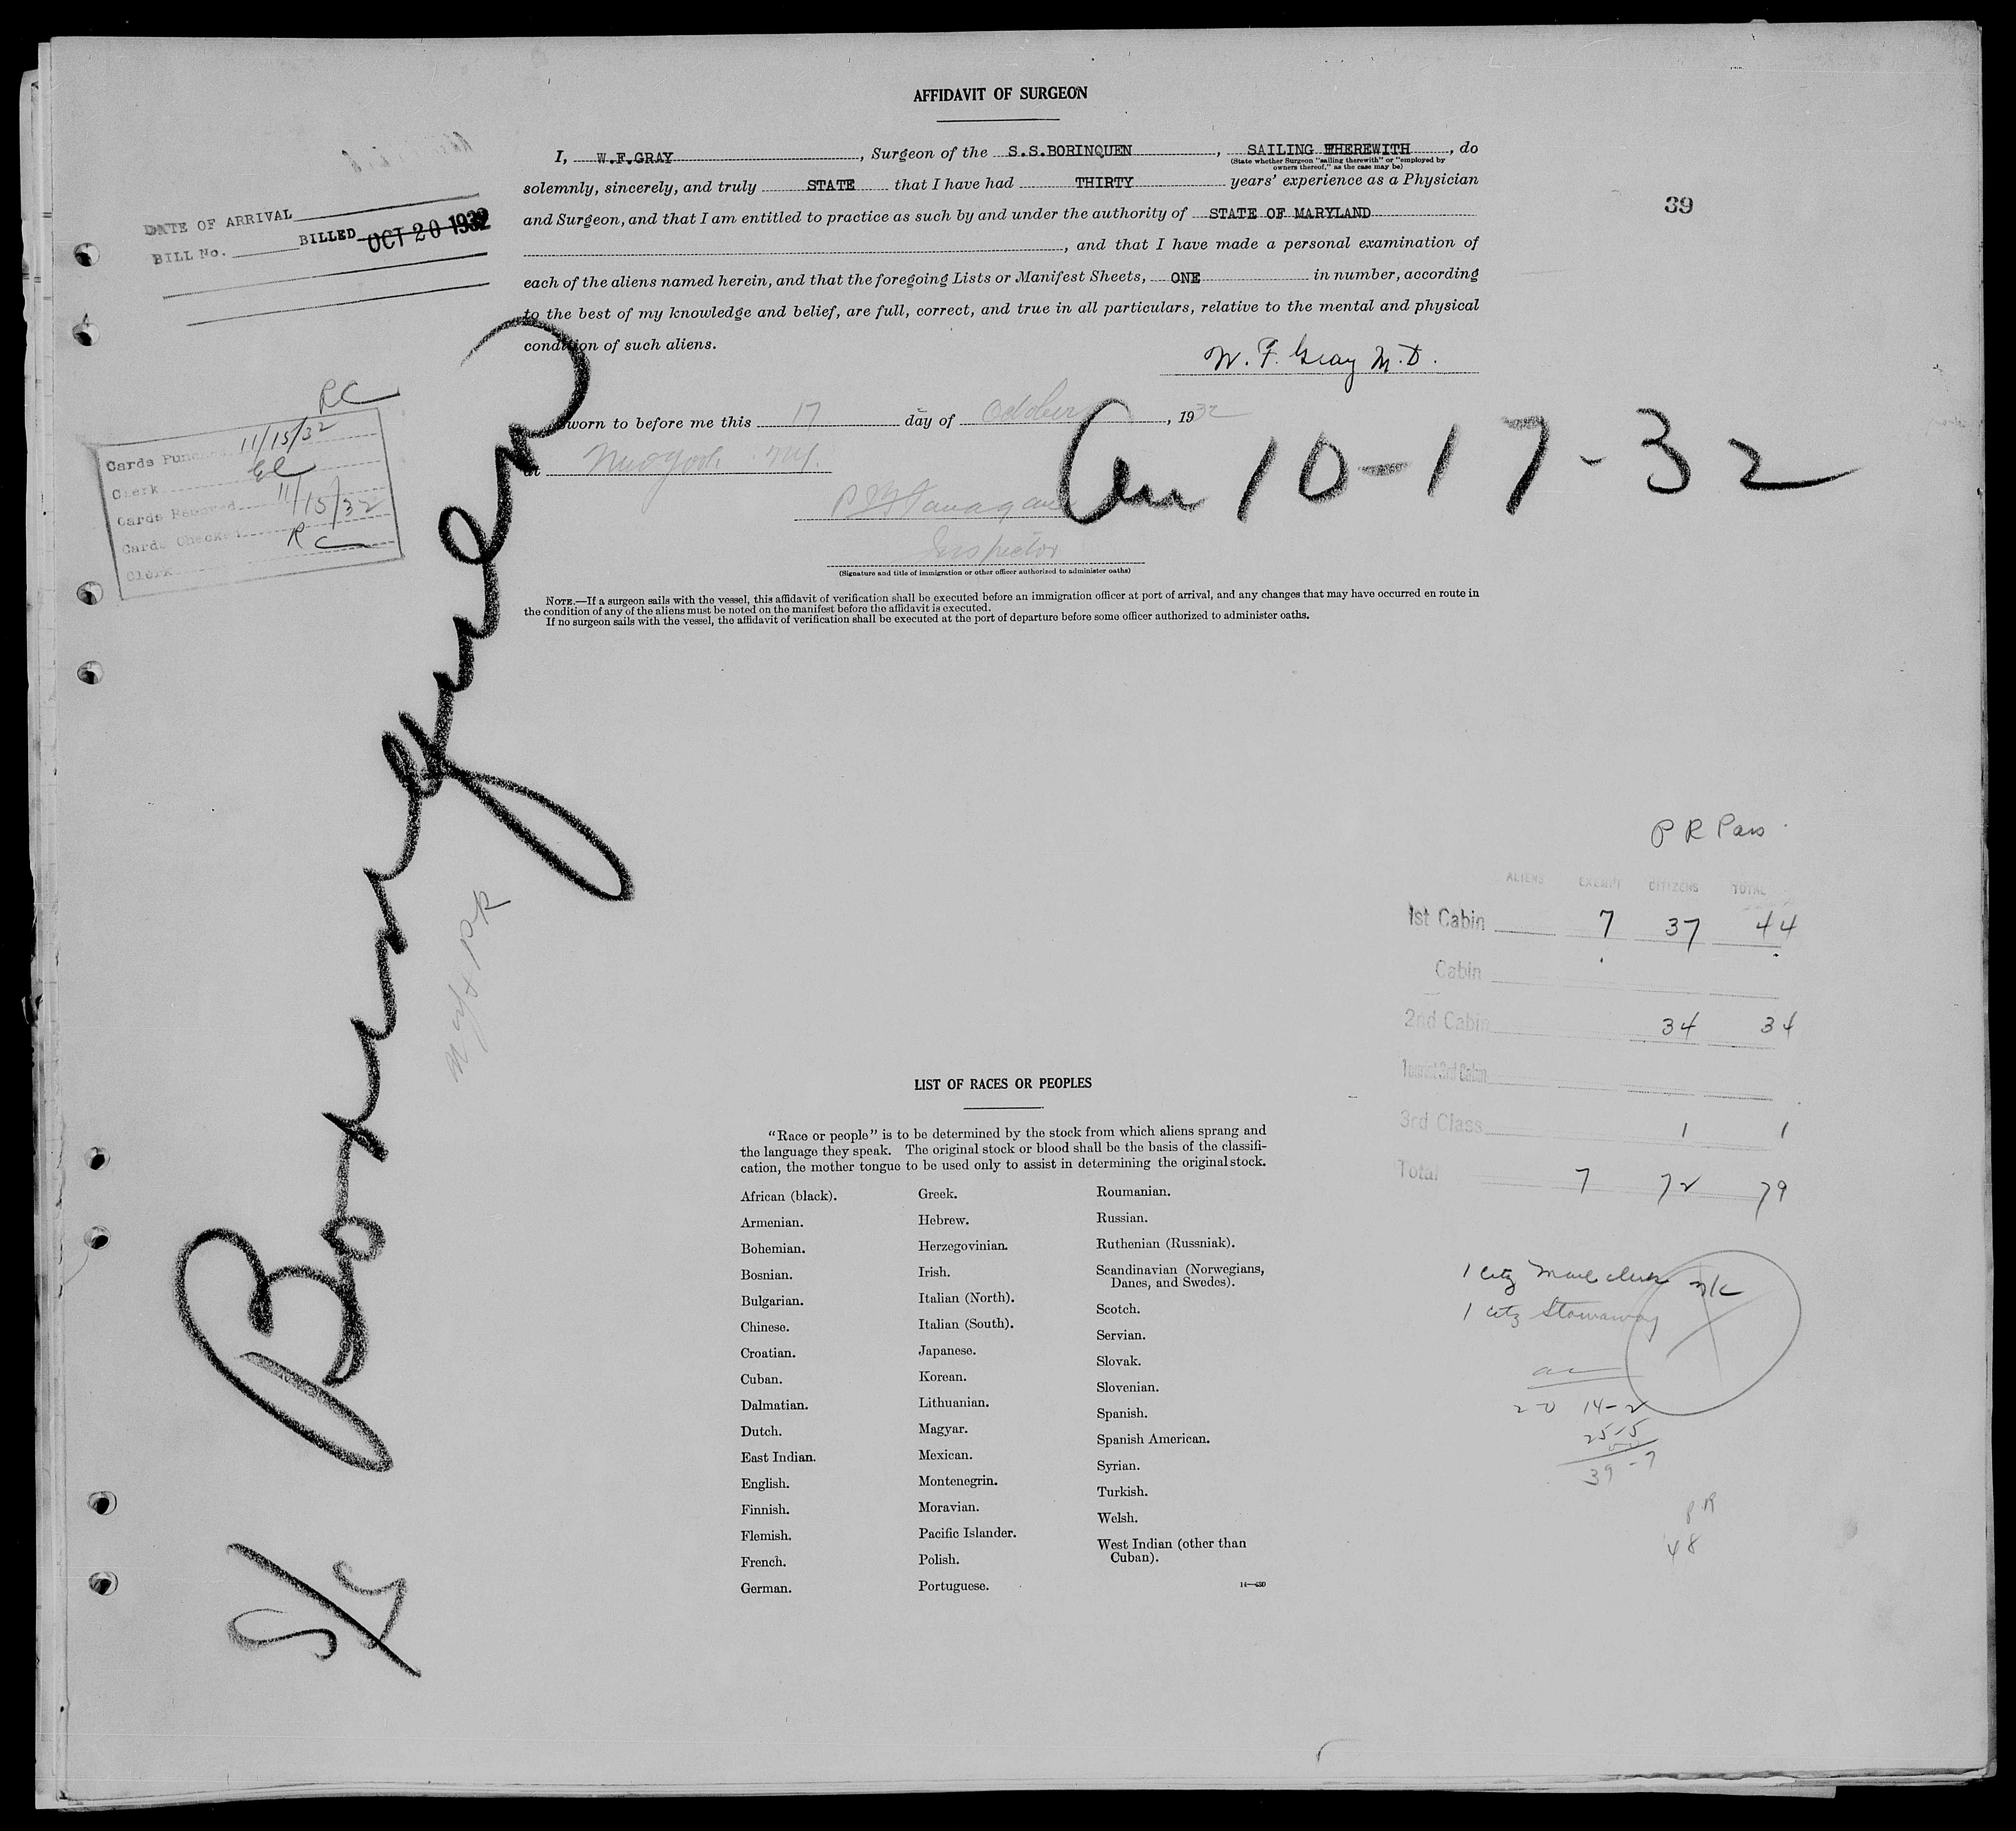 AFFIDAVIT OF SURGEON
I, W.F.GRAY, Surgeon of the S.S.BORINQUEN, SAILING THEREWITH, do
(State whether Surgeon "sailing therewith" or "employed by
owners thereof," as the case may be)
solemnly, sincerely, and truly STATE that I have had THIRTY years' experience as a Physician
and Surgeon, and that I am entitled to practice as such by and under the authority of STATE OF MARYLAND
, and that I have made a personal examination of
each of the aliens named herein, and that the foregoing Lists or Manifest Sheets, ONE in number, according
to the best of my knowledge and belief, are full, correct, and true in all particulars, relative to the mental and physical
condition of such aliens.
W. F. Gray M.D.
39
DATE OF ARRIVAL
BILL No. BILLED OCT 20 1932
RC
Cards Punched 11/15/32
Clerk
Cards Removed 11/15/32
Cards Checked RC
Clerk
Sworn to before me this 17 day of October, 1932
at New York
Arr 10-17-32
Inspector
(Signature and title of immigration or other officer authorized to administer oaths)
NOTE.—If a surgeon sails with the vessel, this affidavit of verification shall be executed before an immigration officer at port of arrival, and any changes that may have occurred en route in
the condition of any of the aliens must be noted on the manifest before the affidavit is executed.
If no surgeon sails with the vessel, the affidavit of verification shall be executed at the port of departure before some officer authorized to administer oaths.
S/S Borinquen
P R Pass
ALIENS EXEMPT CITIZENS TOTAL
1st Cabin 7 37 44
Cabin
2nd Cabin 34 34
Tourist 3rd Cabin
3rd Class 1 1
Total 7 72 79
1 citz Mail clerk
1 citz Stowaway
14-2
25-5
39-7
PR
48
LIST OF RACES OR PEOPLES
"Race or people" is to be determined by the stock from which aliens sprang and
the language they speak. The original stock or blood shall be the basis of the classifi-
cation, the mother tongue to be used only to assist in determining the original stock.
African (black).
Armenian.
Bohemian.
Bosnian.
Bulgarian.
Chinese.
Croatian.
Cuban.
Dalmatian.
Dutch.
East Indian.
English.
Finnish.
Flemish.
French.
German.
Greek.
Hebrew.
Herzegovinian.
Irish.
Italian (North).
Italian (South).
Japanese.
Korean.
Lithuanian.
Magyar.
Mexican.
Montenegrin.
Moravian.
Pacific Islander.
Polish.
Portuguese.
Roumanian.
Russian.
Ruthenian (Russniak).
Scandinavian (Norwegians,
Danes, and Swedes).
Scotch.
Servian.
Slovak.
Slovenian.
Spanish.
Spanish American.
Syrian.
Turkish.
Welsh.
West Indian (other than
Cuban).